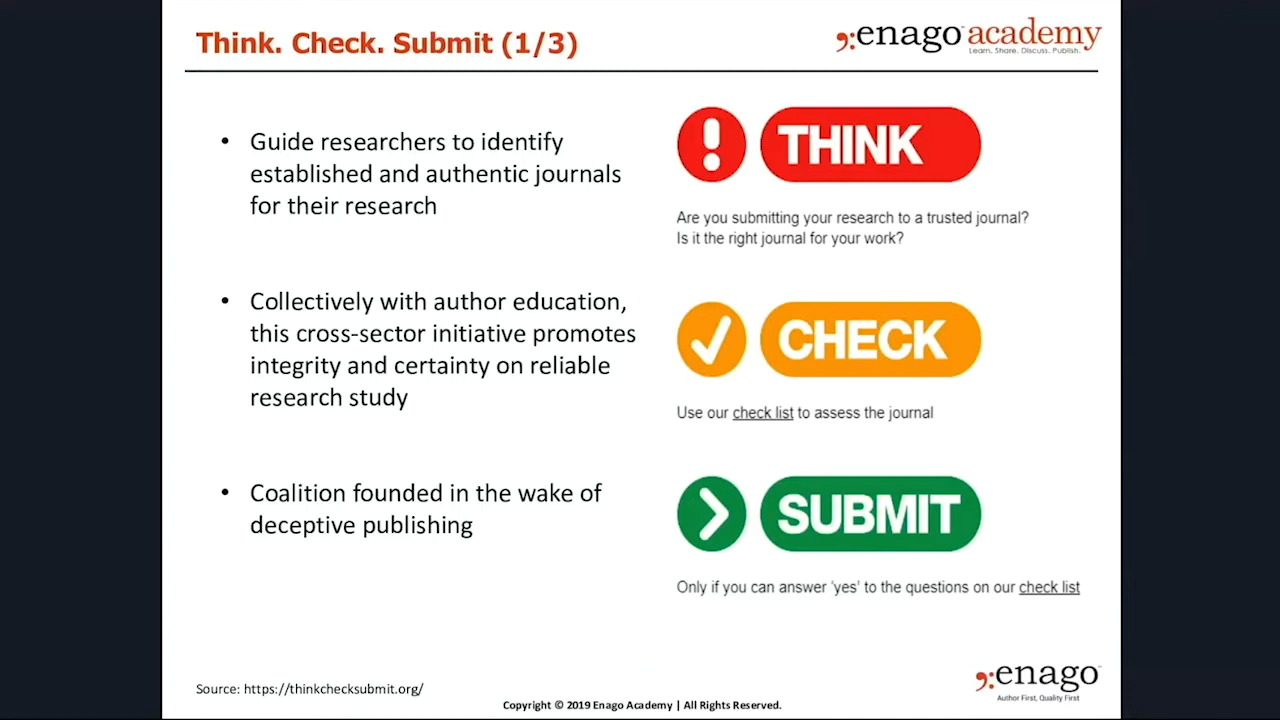 Think. Check. Submit (1/3)
enago academy
Learn. Share. Discuss. Publish.
• Guide researchers to identify
established and authentic journals
for their research
• Collectively with author education,
this cross-sector initiative promotes
integrity and certainty on reliable
research study
• Coalition founded in the wake of
deceptive publishing
THINK
Are you submitting your research to a trusted journal?
Is it the right journal for your work?
CHECK
Use our check list to assess the journal
SUBMIT
Only if you can answer 'yes' to the questions on our check list
Source: https://thinkchecksubmit.org/
Copyright © 2019 Enago Academy | All Rights Reserved.
enago
Author First, Quality First